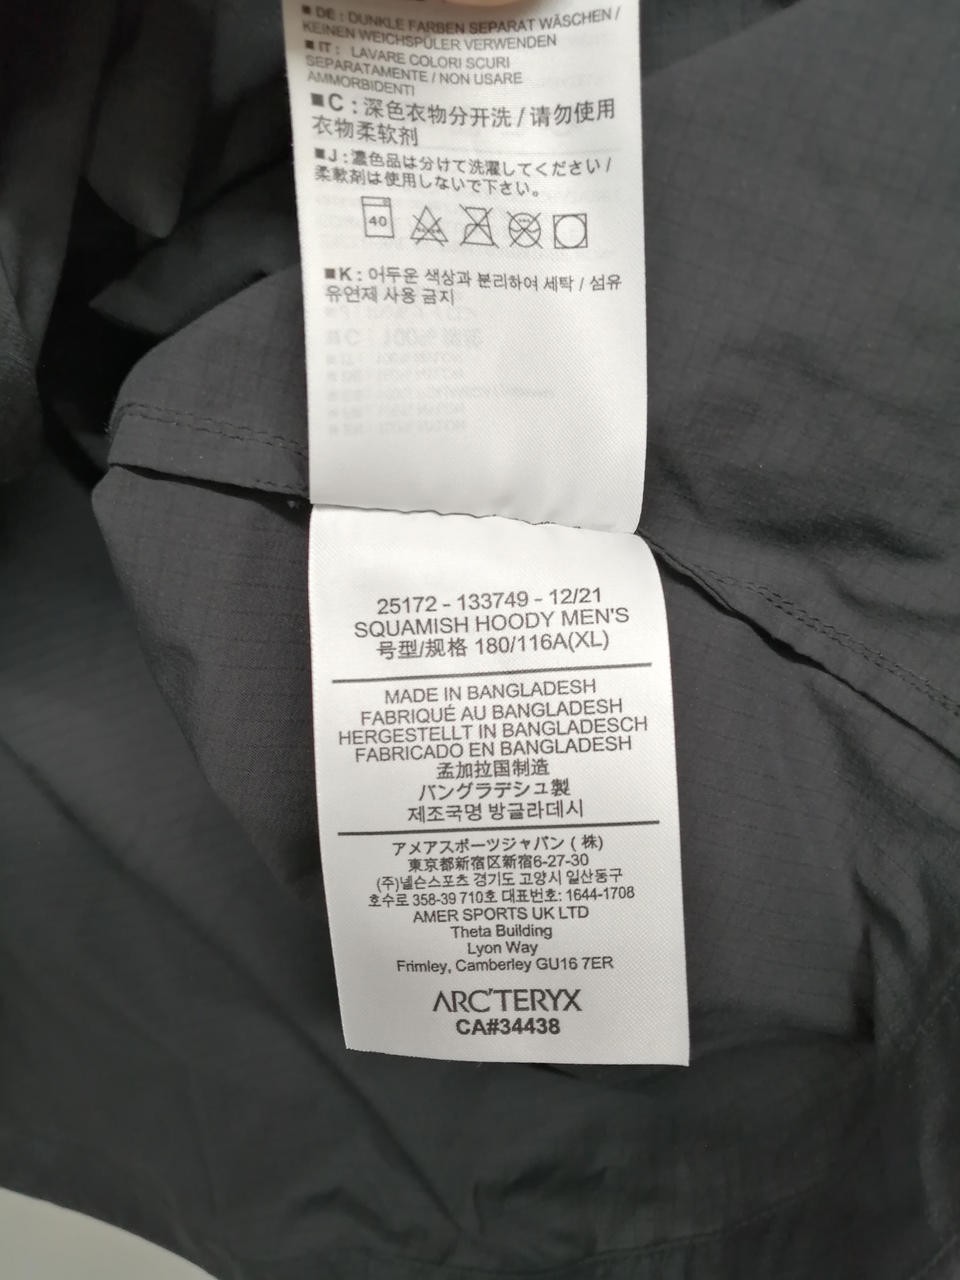 ■ DE : DUNKLE FARBEN SEPARAT WÄSCHEN /
KEINEN WEICHSPÜLER VERWENDEN
■ IT : LAVARE COLORI SCURI
SEPARATAMENTE / NON USARE
AMMORBIDENTI
■ C : 深色衣物分开洗 / 请勿使用
衣物柔软剂
■ J : 濃色品は分けて洗濯してください /
柔軟剤は使用しないで下さい。
40
■ K : 어두운 색상과 분리하여 세탁 / 섬유
유연제 사용 금지
25172 - 133749 - 12/21
SQUAMISH HOODY MEN'S
号型/规格 180/116A(XL)
MADE IN BANGLADESH
FABRIQUÉ AU BANGLADESH
HERGESTELLT IN BANGLADESCH
FABRICADO EN BANGLADESH
孟加拉国制造
バングラデシュ製
제조국명 방글라데시
アメアスポーツジャパン ( 株)
東京都新宿区新宿6-27-30
(주)넬슨스포츠 경기도 고양시 일산동구
호수로 358-39 710호 대표번호: 1644-1708
AMER SPORTS UK LTD
Theta Building
Lyon Way
Frimley, Camberley GU16 7ER
ARC'TERYX
CA#34438